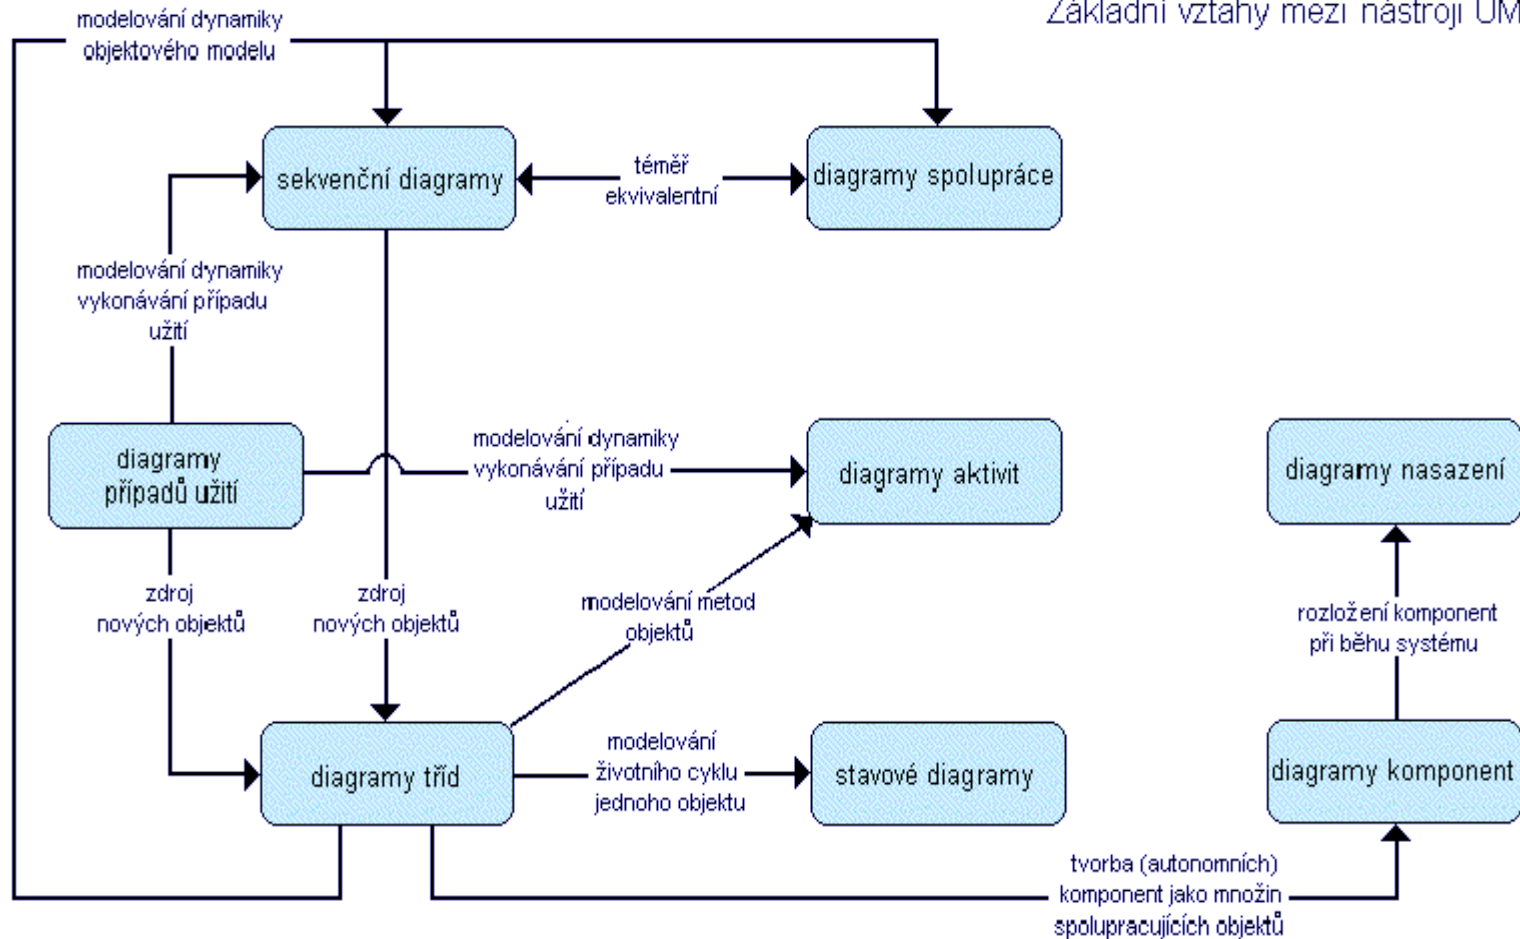 Základní vztahy mezi nástroji UM
modelování dynamiky
objektového modelu
sekvenční diagramy
téměř
ekvivalentní
diagramy spolupráce
modelování dynamiky
vykonávání případu
užití
diagramy
případů užití
modelování dynamiky
vykonávání případu
užití
diagramy aktivit
diagramy nasazení
zdroj
nových objektů
zdroj
nových objektů
modelování metod
objektů
rozložení komponent
při běhu systému
diagramy tříd
modelování
životního cyklu
jednoho objektu
stavové diagramy
diagramy komponent
tvorba (autonomních)
komponent jako množin
spolupracujících objektů